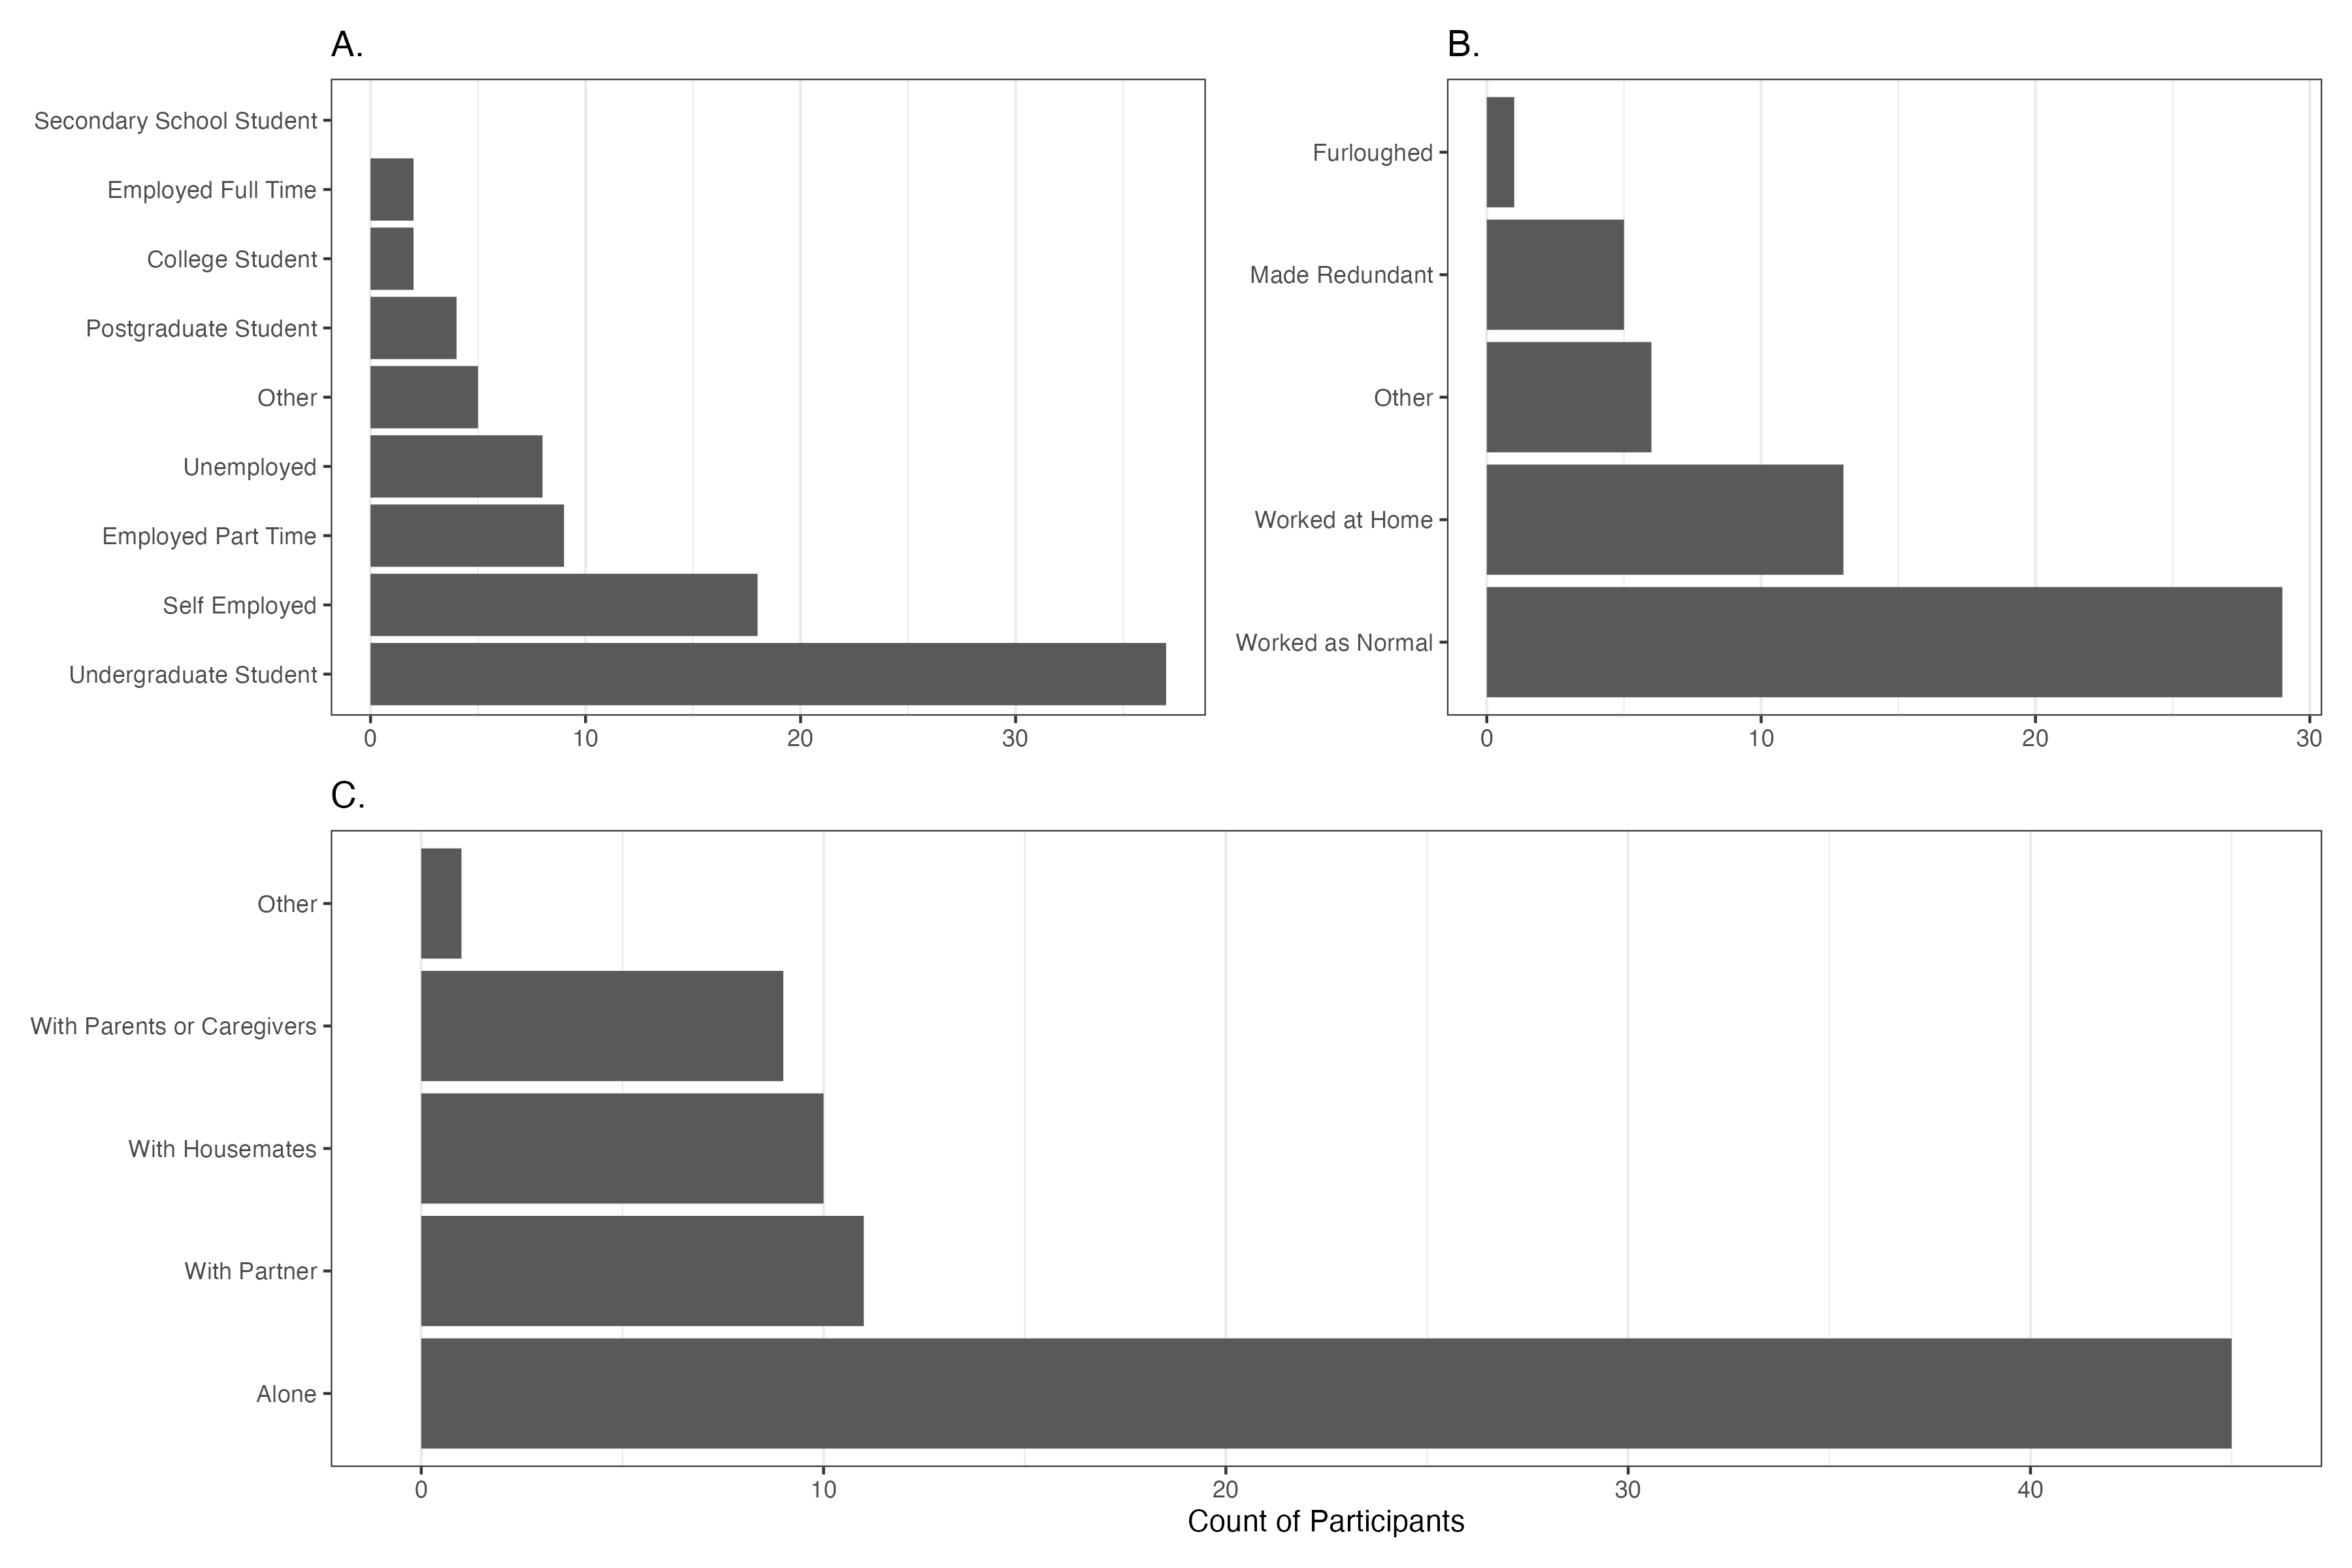 A.
Secondary School Student
Employed Full Time
College Student
Postgraduate Student
Other
Unemployed
Employed Part Time
Self Employed
Undergraduate Student
0 10 20 30
B.
Furloughed
Made Redundant
Other
Worked at Home
Worked as Normal
0 10 20 30
C.
Other
With Parents or Caregivers
With Housemates
With Partner
Alone
0 10 20 30 40
Count of Participants